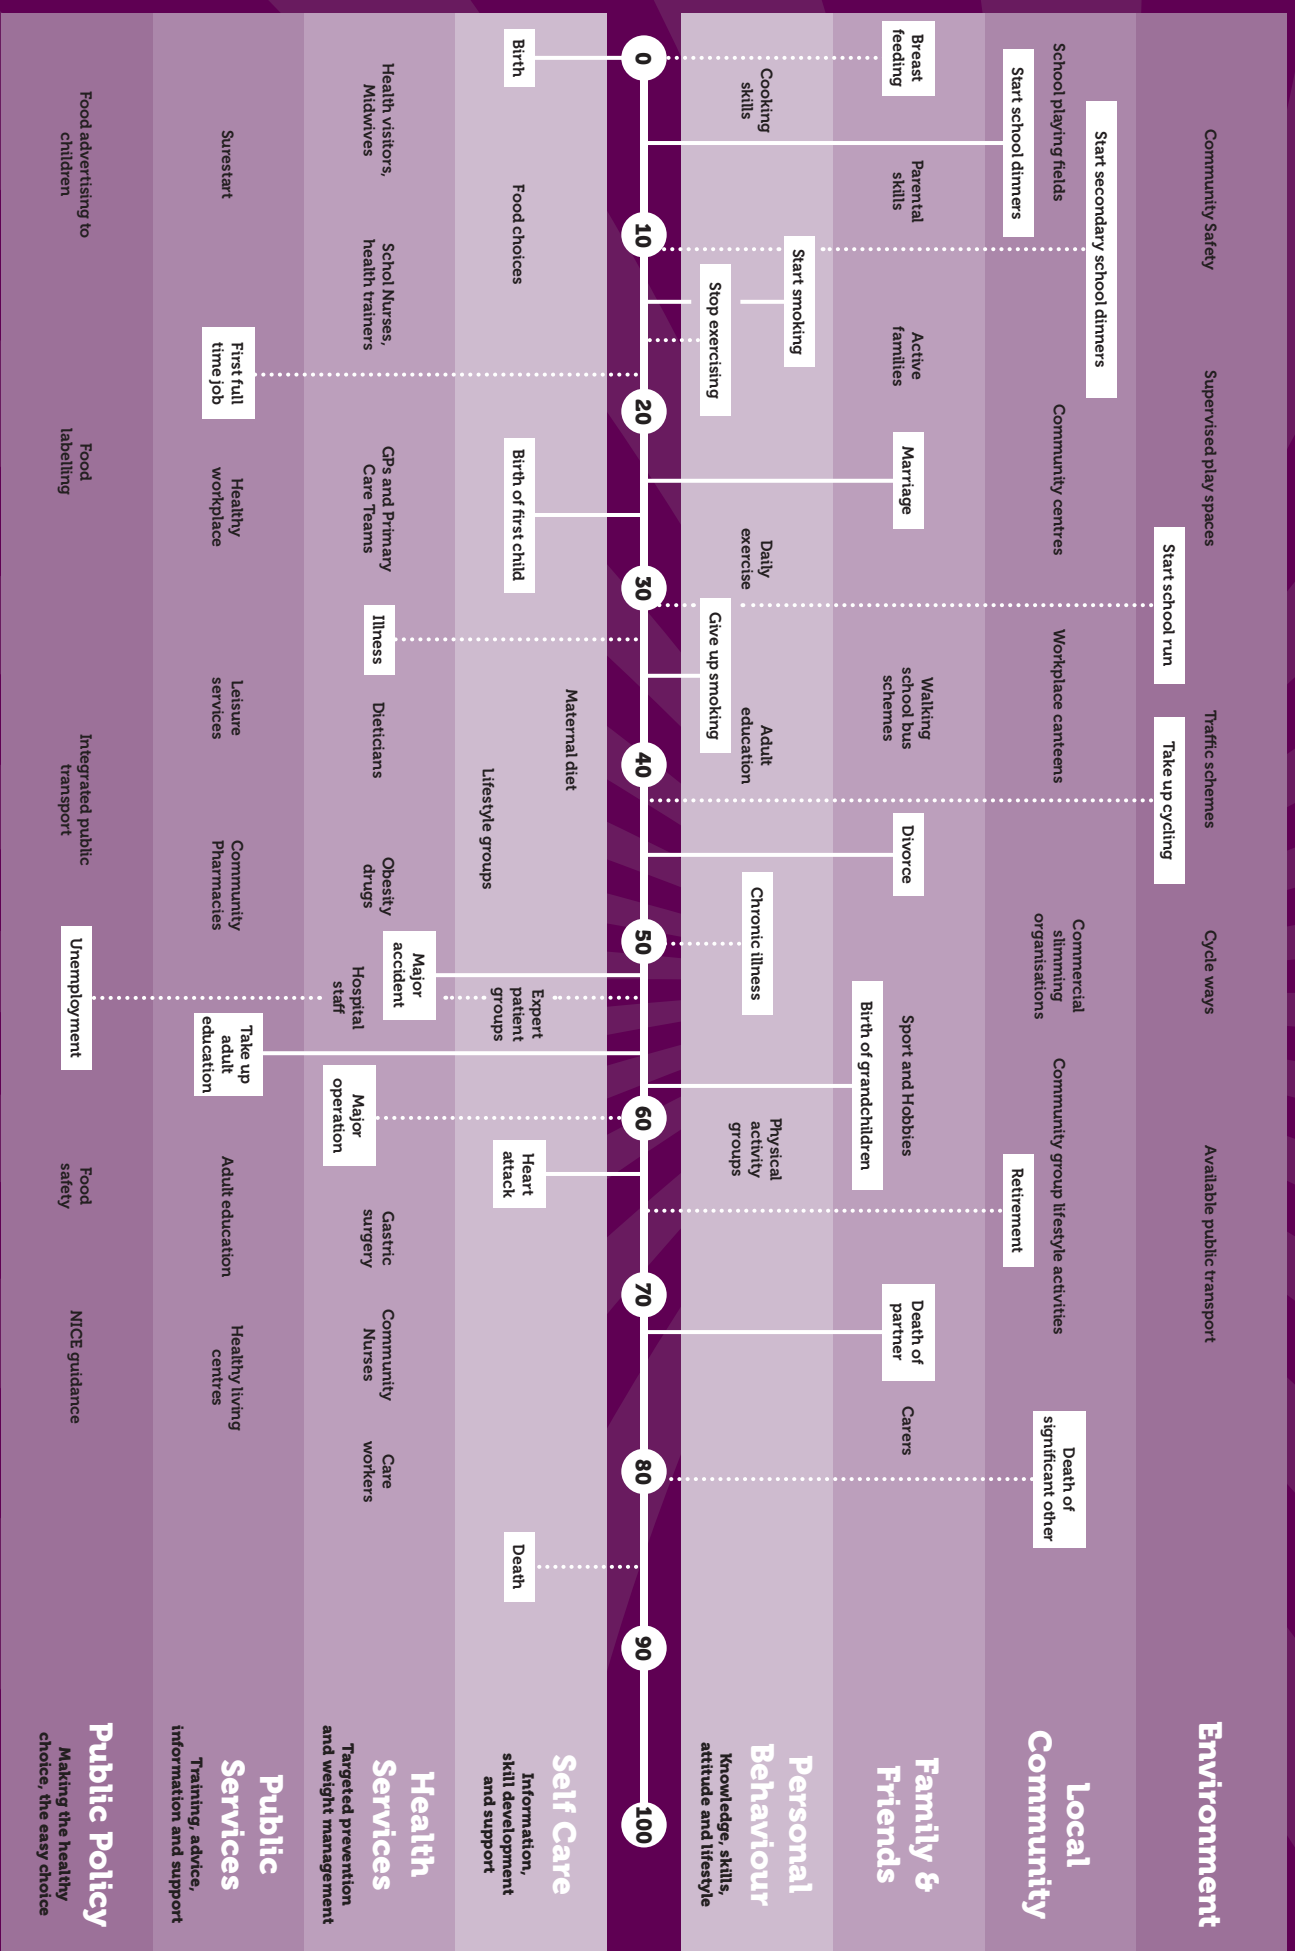 Environment
Community Safety
Supervised play spaces
Traffic schemes
Cycle ways
Available public transport
Start school run
Take up cycling
Local
Community
Start secondary school dinners
School playing fields
Start school dinners
Community centres
Workplace canteens
Commercial
slimming
organisations
Community group lifestyle activities
Retirement
Death of
significant other
Family &
Friends
Breast
feeding
Parental
skills
Active
families
Marriage
Walking
school bus
schemes
Divorce
Sport and Hobbies
Birth of grandchildren
Death of
partner
Carers
Personal
Behaviour
Knowledge, skills,
attitude and lifestyle
Cooking
skills
Start smoking
Stop exercising
Daily
exercise
Give up smoking
Adult
education
Chronic illness
Physical
activity
groups
0
10
20
30
40
50
60
70
80
90
100
Self Care
Information,
skill development
and support
Birth
Food choices
Birth of first child
Maternal diet
Lifestyle groups
Expert
patient
groups
Heart
attack
Death
Health
Services
Targeted prevention
and weight management
Health visitors,
Midwives
Schol Nurses,
health trainers
GPs and Primary
Care Teams
Illness
Dieticians
Obesity
drugs
Major
accident
Hospital
staff
Major
operation
Gastric
surgery
Community
Nurses
Care
workers
Public
Services
Training, advice,
information and support
Surestart
First full
time job
Healthy
workplace
Leisure
services
Community
Pharmacies
Take up
adult
education
Adult education
Healthy living
centres
Public Policy
Making the healthy
choice, the easy choice
Food advertising to
children
Food
labelling
Integrated public
transport
Unemployment
Food
safety
NICE guidance